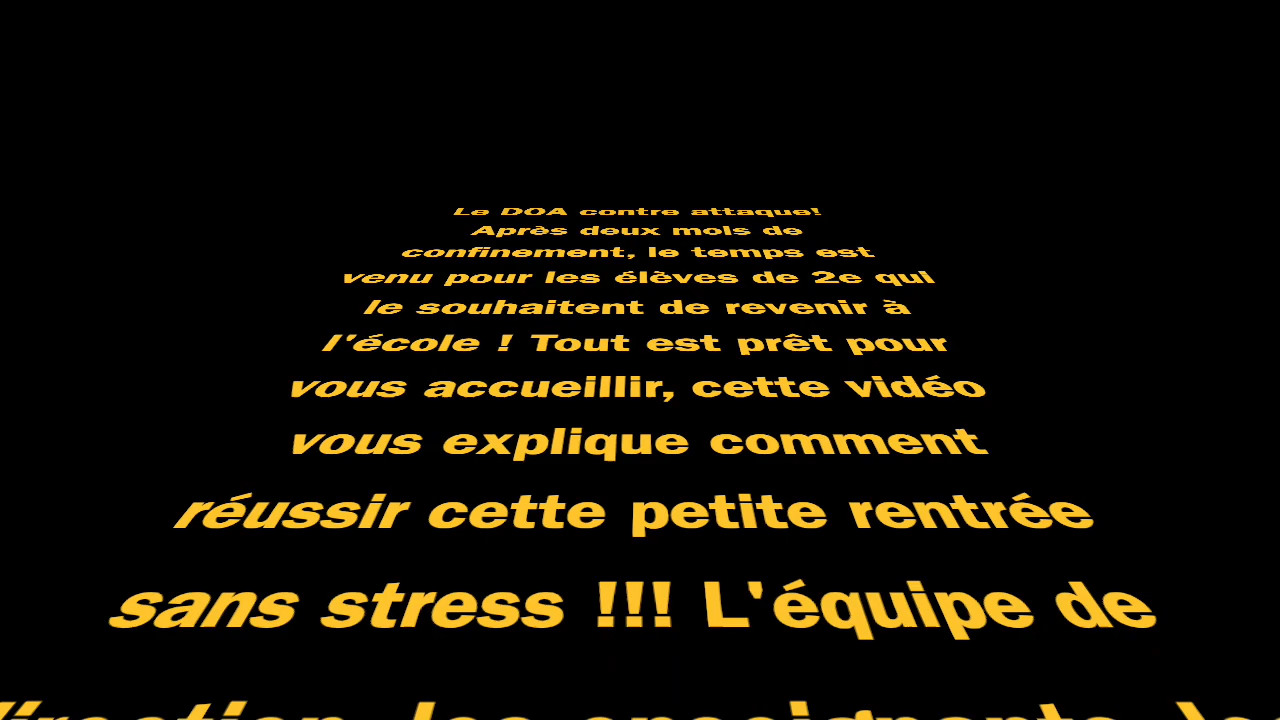 Le DOA contre attaque!
Après deux mois de
confinement, le temps est
venu pour les élèves de 2e qui
le souhaitent de revenir à
l'école ! Tout est prêt pour
vous accueillir, cette vidéo
vous explique comment
réussir cette petite rentrée
sans stress !!! L'équipe de
les